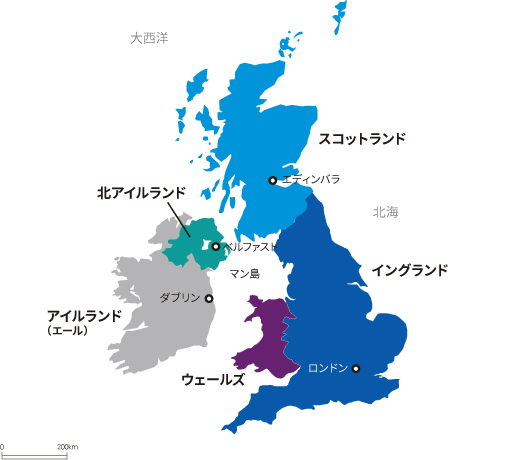 大西洋
スコットランド
エディンバラ
北アイルランド
北海
ベルファスト
マン島
イングランド
ダブリン
アイルランド
（エール）
ウェールズ
ロンドン
0 200km